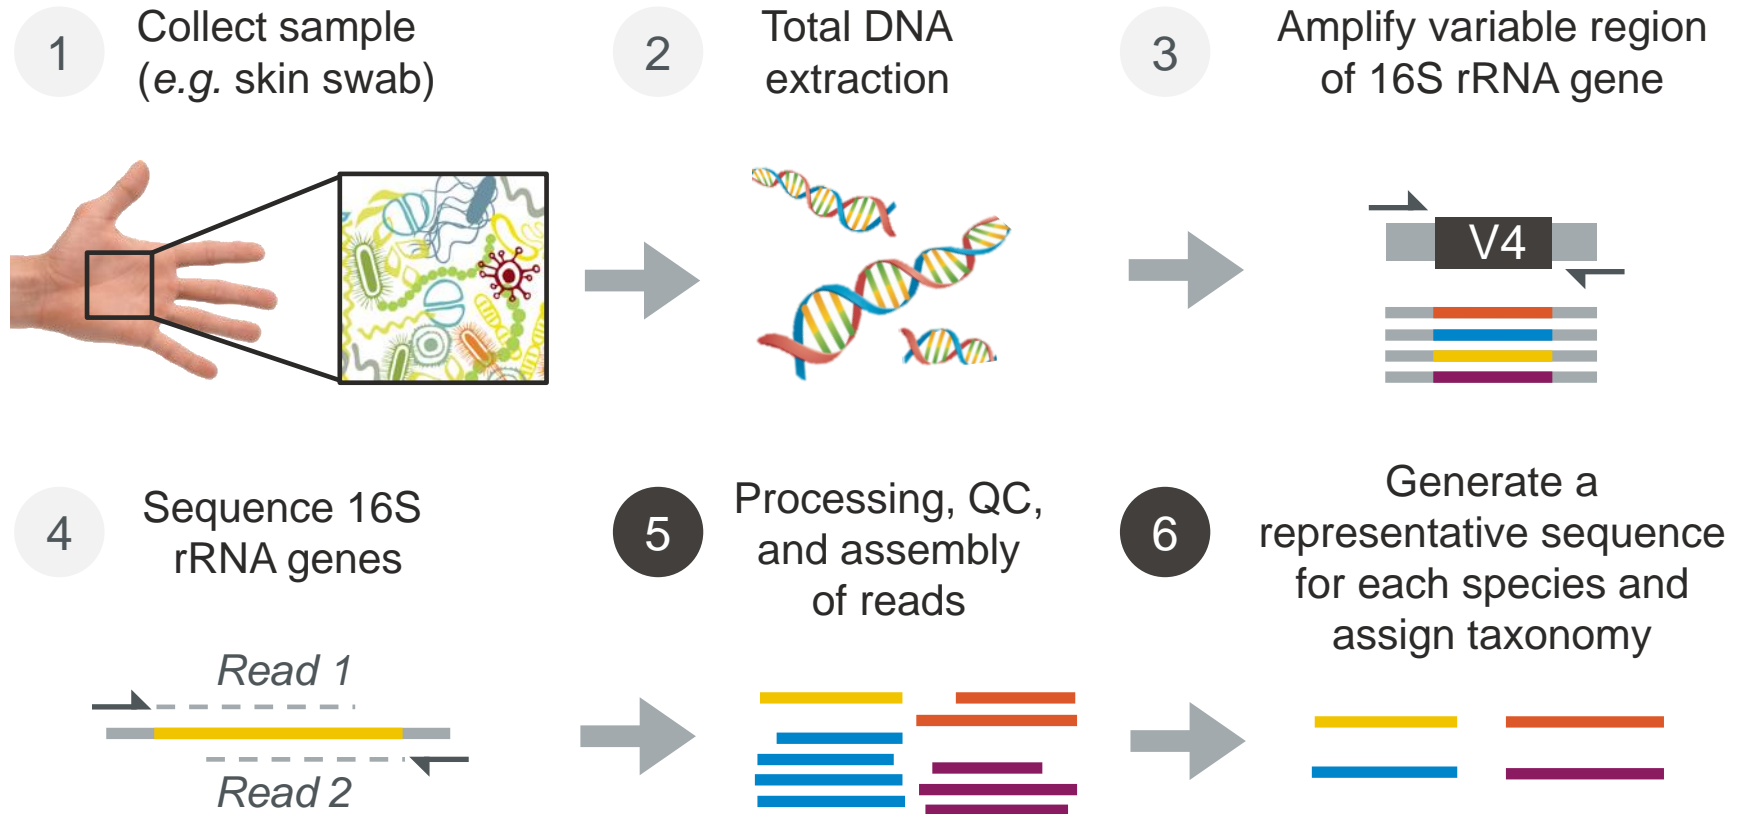 1
Collect sample
(e.g. skin swab)
2
Total DNA
extraction
3
Amplify variable region
of 16S rRNA gene
V4
4
Sequence 16S
rRNA genes
Read 1
Read 2
5
Processing, QC,
and assembly
of reads
6
Generate a
representative sequence
for each species and
assign taxonomy